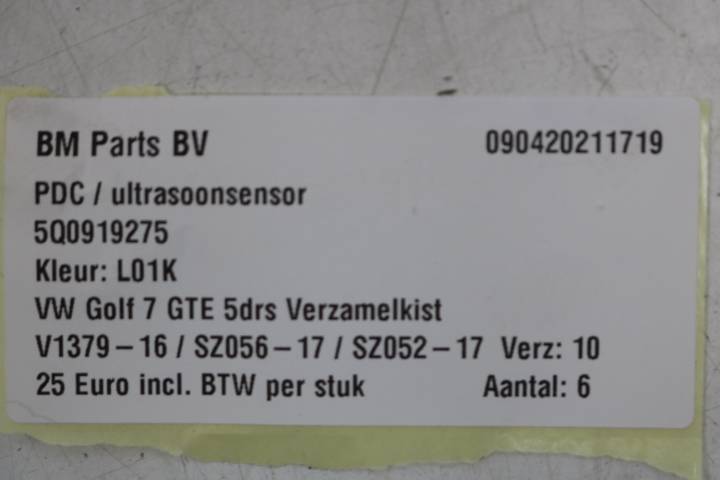 BM Parts BV 090420211719
PDC / ultrasoonsensor
5Q0919275
Kleur: L01K
VW Golf 7 GTE 5drs Verzamelkist
V1379-16 / SZ056-17 / SZ052-17 Verz: 10
25 Euro incl. BTW per stuk Aantal: 6